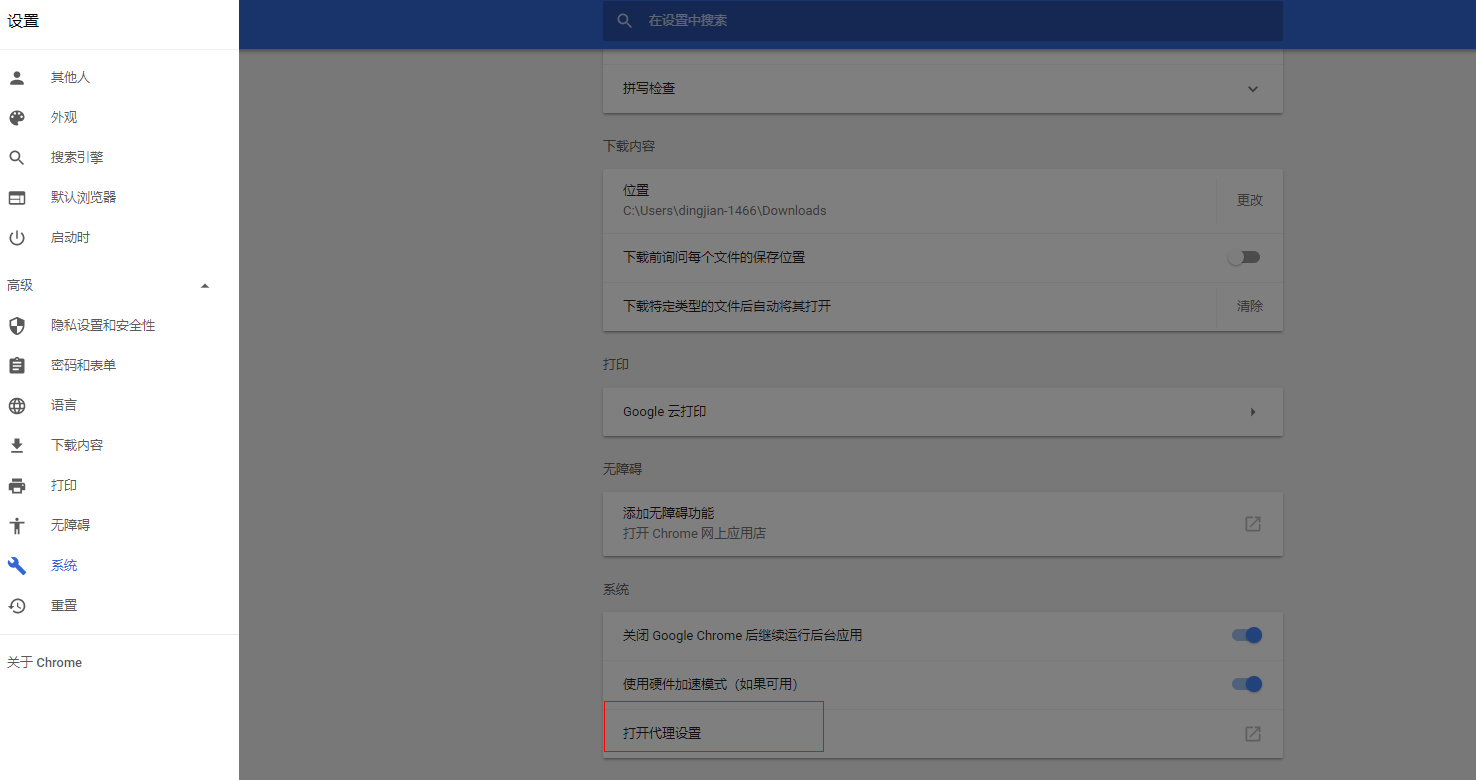 设置
其他人
外观
搜索引擎
默认浏览器
启动时
高级
隐私设置和安全性
密码和表单
语言
下载内容
打印
无障碍
系统
重置
关于 Chrome
在设置中搜索
拼写检查
下载内容
位置
C:\Users\dingjian-1466\Downloads
更改
下载前询问每个文件的保存位置
下载特定类型的文件后自动将其打开
清除
打印
Google 云打印
无障碍
添加无障碍功能
打开 Chrome 网上应用店
系统
关闭 Google Chrome 后继续运行后台应用
使用硬件加速模式（如果可用）
打开代理设置